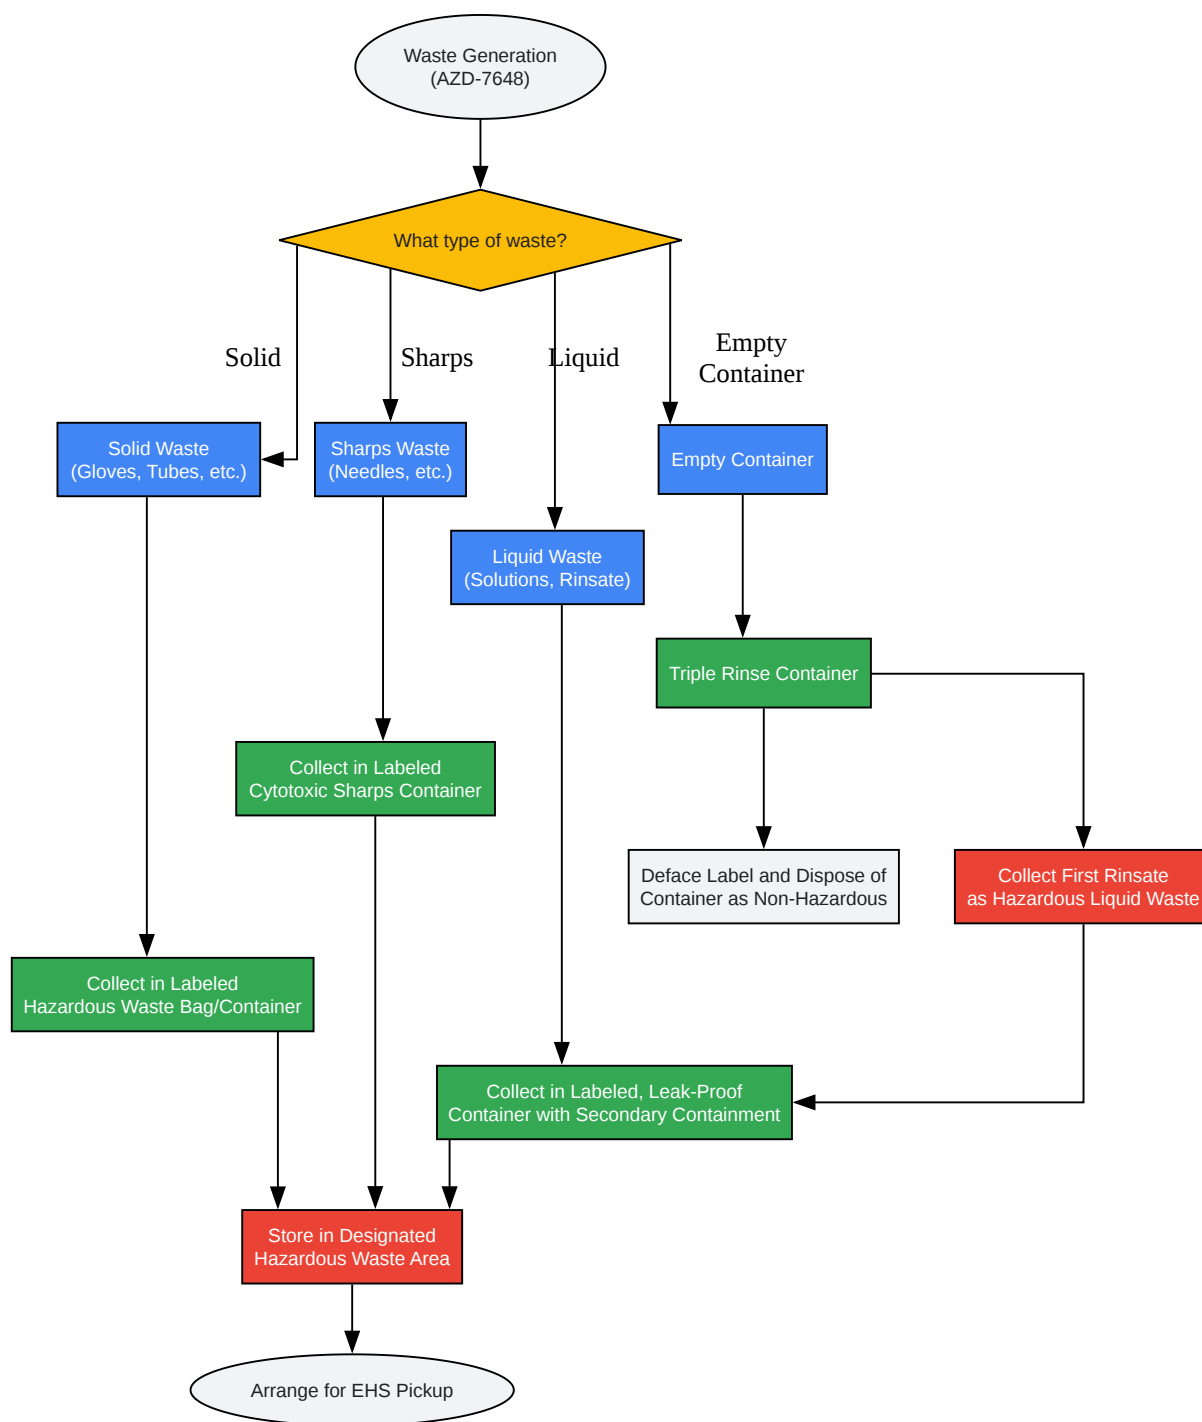 Waste Generation
(AZD-7648)
What type of waste?
Solid
Sharps
Liquid
Empty
Container
Solid Waste
(Gloves, Tubes, etc.)
Sharps Waste
(Needles, etc.)
Empty Container
Liquid Waste
(Solutions, Rinsate)
Triple Rinse Container
Collect in Labeled
Cytotoxic Sharps Container
Deface Label and Dispose of
Container as Non-Hazardous
Collect First Rinsate
as Hazardous Liquid Waste
Collect in Labeled
Hazardous Waste Bag/Container
Collect in Labeled, Leak-Proof
Container with Secondary Containment
Store in Designated
Hazardous Waste Area
Arrange for EHS Pickup